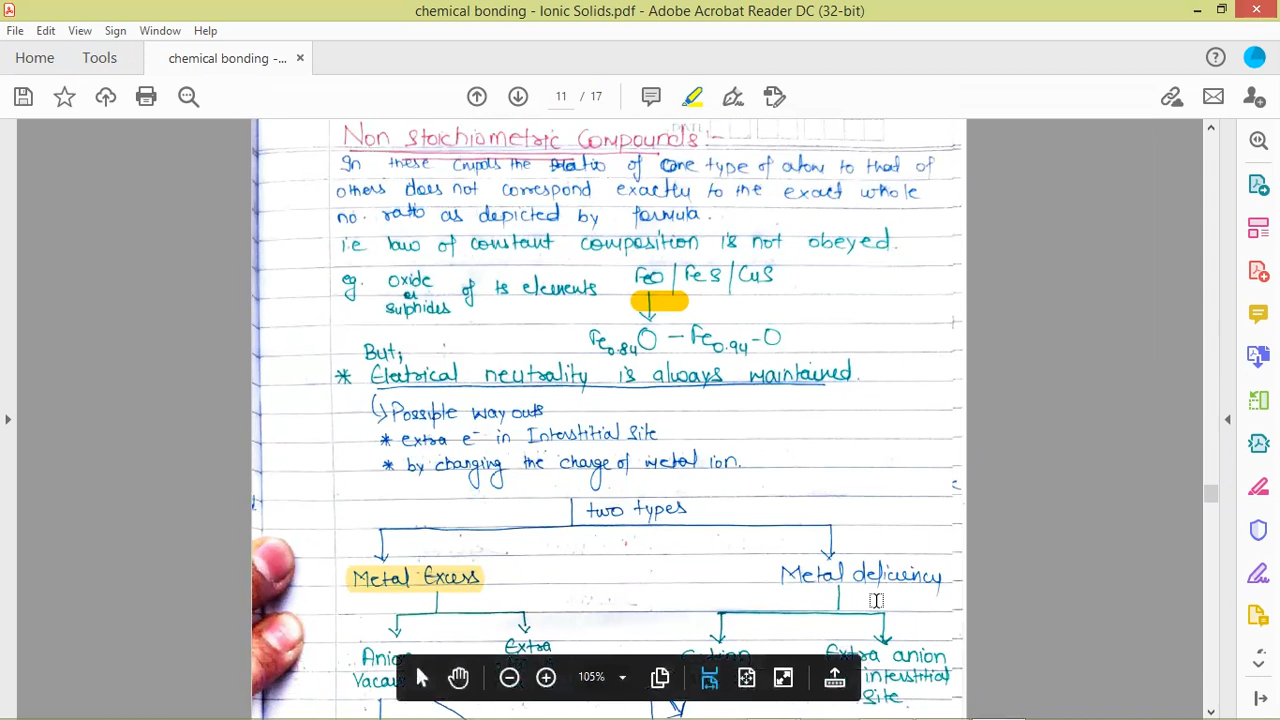 chemical bonding - Ionic Solids.pdf - Adobe Acrobat Reader DC (32-bit)
File Edit View Sign Window Help
Home Tools chemical bonding -... ×
11 / 17
Non Stoichiometric Compounds :-
In these cmpds the ratio of one type of atom to that of
others does not correspond exactly to the exact whole
no. ratio as depicted by formula.
i.e law of constant composition is not obeyed.
eg. oxide or sulphides of ts elements FeO / FeS / CuS
Fe0.84O - Fe0.94-O
But;
* Eletrical neutrality is always maintained.
Possible way outs
* extra e- in Interstitial Site
* by changing the charge of metal ion.
two types
Metal Excess Metal deficiency
Anion Extra Extra anion
interstitial
Site
105%